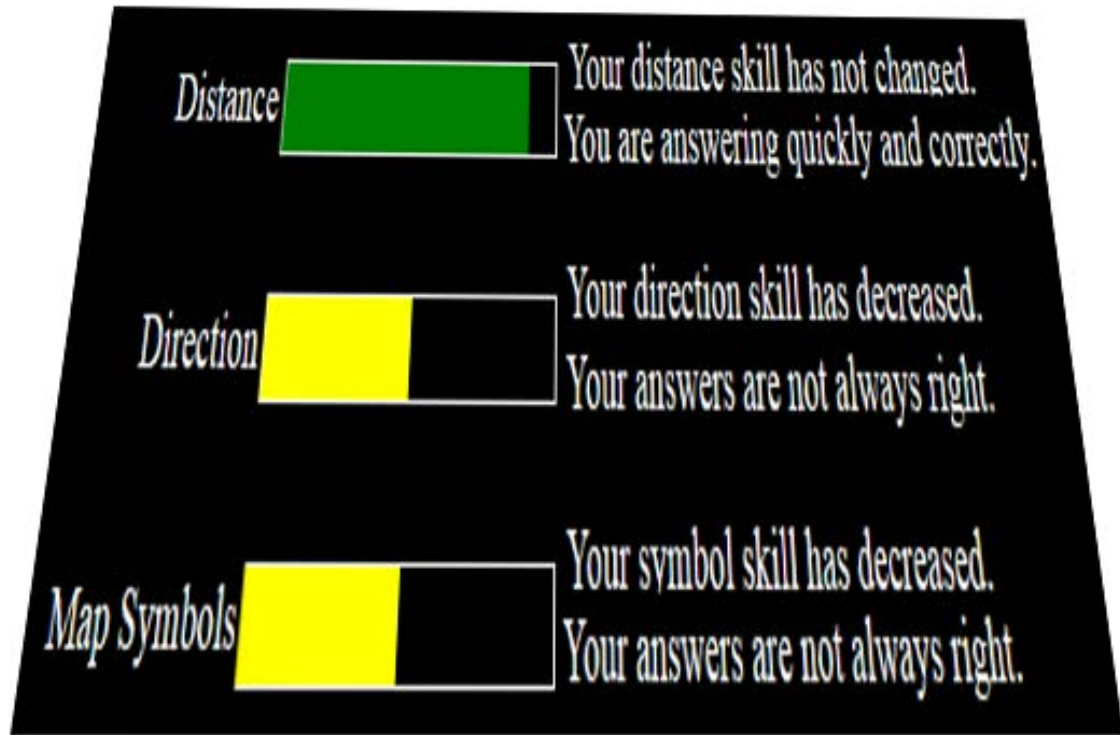 Distance
Your distance skill has not changed.
You are answering quickly and correctly.
Direction
Your direction skill has decreased.
Your answers are not always right.
Map Symbols
Your symbol skill has decreased.
Your answers are not always right.